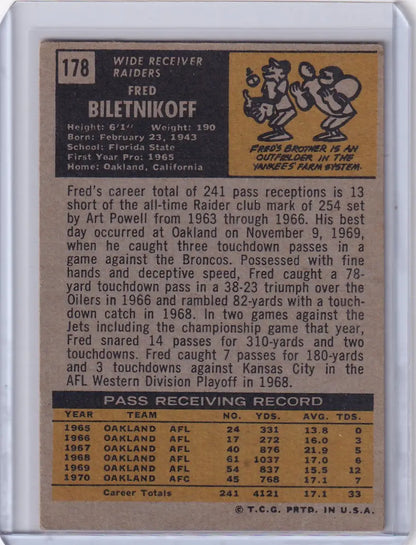 178
WIDE RECEIVER
RAIDERS
FRED
BILETNIKOFF
Height: 6'1" Weight: 190
Born: February 23, 1943
School: Florida State
First Year Pro: 1965
Home: Oakland, California
FRED'S BROTHER IS AN
OUTFIELDER IN THE
YANKEES' FARM SYSTEM.
Fred's career total of 241 pass receptions is 13
short of the all-time Raider club mark of 254 set
by Art Powell from 1963 through 1966. His best
day occurred at Oakland on November 9, 1969,
when he caught three touchdown passes in a
game against the Broncos. Possessed with fine
hands and deceptive speed, Fred caught a 78-
yard touchdown pass in a 38-23 triumph over the
Oilers in 1966 and rambled 82-yards with a touch-
down catch in 1968. In two games against the
Jets including the championship game that year,
Fred snared 14 passes for 310-yards and two
touchdowns. Fred caught 7 passes for 180-yards
and 3 touchdowns against Kansas City in the
AFL Western Division Playoff in 1968.
PASS RECEIVING RECORD
YEAR TEAM NO. YDS. AVG. TDS.
1965 OAKLAND AFL 24 331 13.8 0
1966 OAKLAND AFL 17 272 16.0 3
1967 OAKLAND AFL 40 876 21.9 5
1968 OAKLAND AFL 61 1037 17.0 6
1969 OAKLAND AFL 54 837 15.5 12
1970 OAKLAND AFC 45 768 17.1 7
Career Totals 241 4121 17.1 33
© T.C.G. PRTD. IN U.S.A.